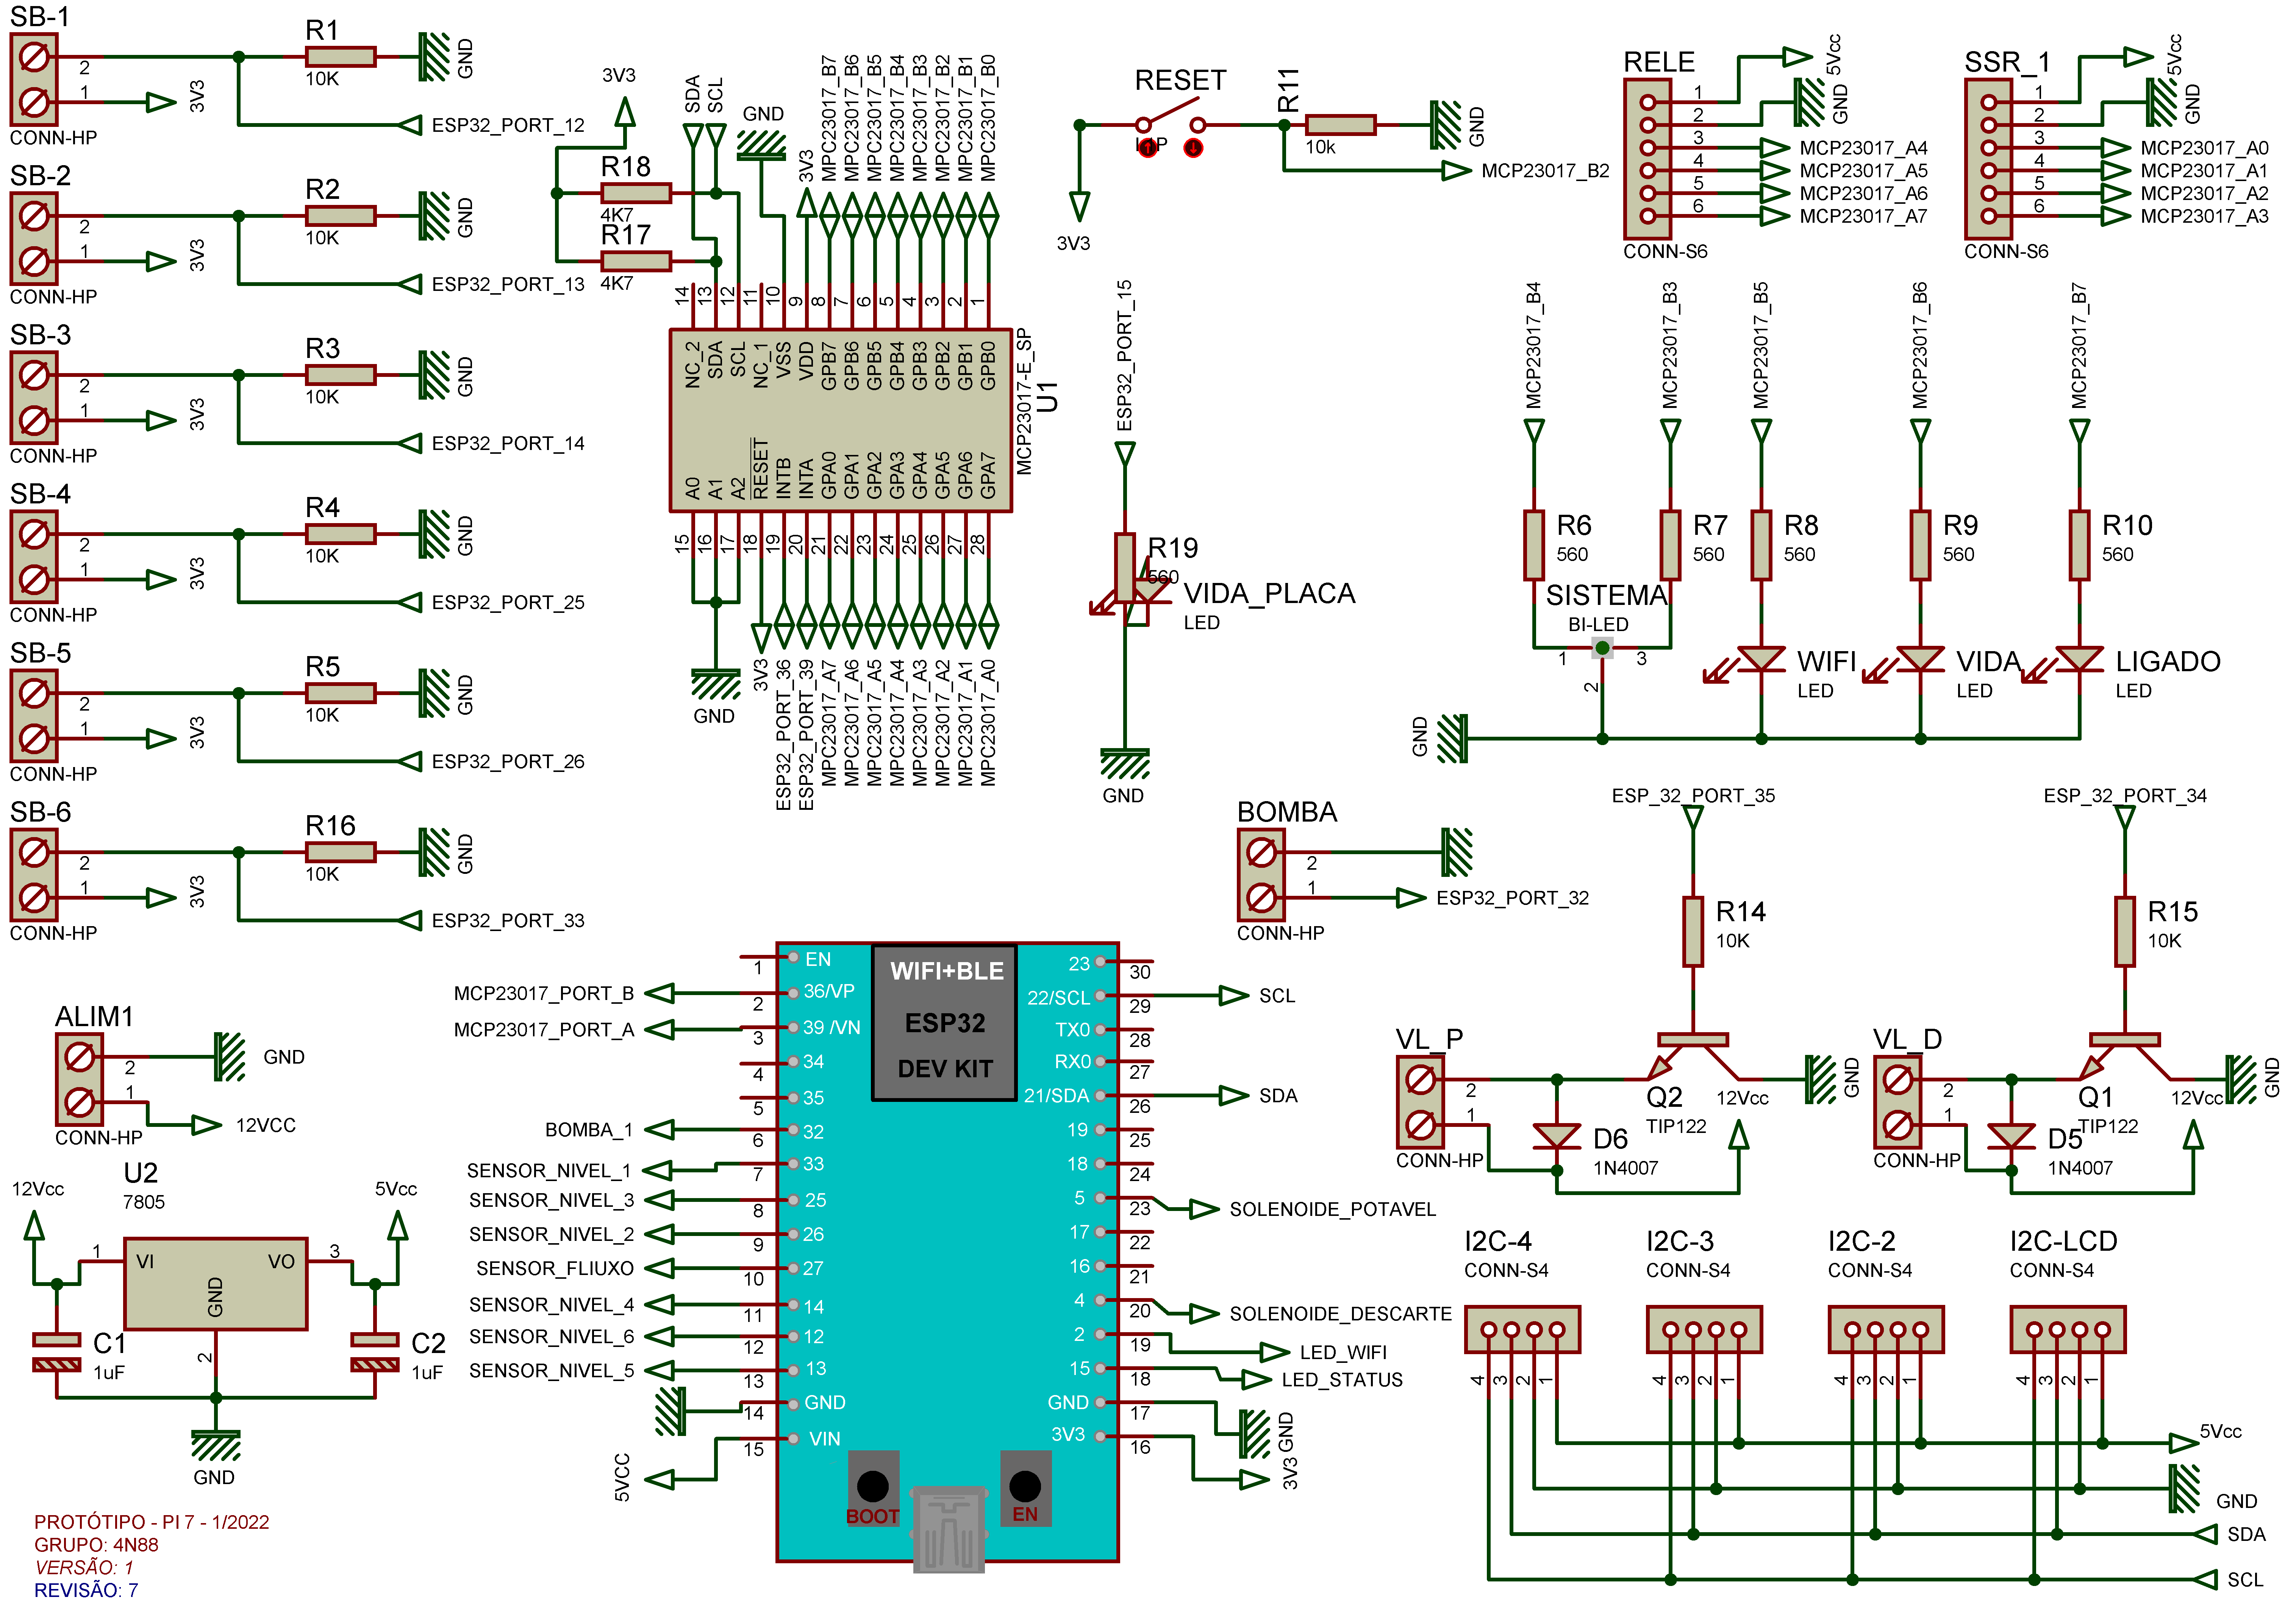 SB-1
2
1
CONN-HP
3V3
R1
10K
GND
ESP32_PORT_12
SB-2
2
1
CONN-HP
3V3
R2
10K
GND
ESP32_PORT_13
SB-3
2
1
CONN-HP
3V3
R3
10K
GND
ESP32_PORT_14
SB-4
2
1
CONN-HP
3V3
R4
10K
GND
ESP32_PORT_25
SB-5
2
1
CONN-HP
3V3
R5
10K
GND
ESP32_PORT_26
SB-6
2
1
CONN-HP
3V3
R16
10K
GND
ESP32_PORT_33
3V3
SDA
SCL
GND
3V3
MPC23017_B7
MPC23017_B6
MPC23017_B5
MPC23017_B4
MPC23017_B3
MPC23017_B2
MPC23017_B1
MPC23017_B0
R18
4K7
R17
4K7
14
13
12
11
10
9
8
7
6
5
4
3
2
1
NC_2
SDA
SCL
NC_1
VSS
VDD
GPB7
GPB6
GPB5
GPB4
GPB3
GPB2
GPB1
GPB0
MCP23017-E_SP
U1
A0
A1
A2
RESET
INTB
INTA
GPA0
GPA1
GPA2
GPA3
GPA4
GPA5
GPA6
GPA7
15
16
17
18
19
20
21
22
23
24
25
26
27
28
GND
3V3
ESP32_PORT_36
ESP32_PORT_39
MPC23017_A7
MPC23017_A6
MPC23017_A5
MPC23017_A4
MPC23017_A3
MPC23017_A2
MPC23017_A1
MPC23017_A0
RESET
R11
10k
GND
MCP23017_B2
3V3
RELE
1
2
3
4
5
6
CONN-S6
5Vcc
GND
MCP23017_A4
MCP23017_A5
MCP23017_A6
MCP23017_A7
SSR_1
1
2
3
4
5
6
CONN-S6
5Vcc
GND
MCP23017_A0
MCP23017_A1
MCP23017_A2
MCP23017_A3
ESP32_PORT_15
R19
560
VIDA_PLACA
LED
GND
MCP23017_B4
MCP23017_B3
MCP23017_B5
MCP23017_B6
MCP23017_B7
R6
560
R7
560
R8
560
R9
560
R10
560
SISTEMA
BI-LED
1
3
2
WIFI
LED
VIDA
LED
LIGADO
LED
GND
BOMBA
2
1
CONN-HP
ESP32_PORT_32
ESP_32_PORT_35
R14
10K
VL_P
2
1
CONN-HP
Q2
TIP122
12Vcc
GND
D6
1N4007
ESP_32_PORT_34
R15
10K
VL_D
2
1
CONN-HP
Q1
TIP122
12Vcc
GND
D5
1N4007
ALIM1
2
1
CONN-HP
GND
12VCC
U2
7805
12Vcc
5Vcc
1
VI
VO
3
GND
2
C1
1uF
C2
1uF
GND
WIFI+BLE
ESP32
DEV KIT
1
EN
MCP23017_PORT_B
2
36/VP
MCP23017_PORT_A
3
39 /VN
4
34
5
35
BOMBA_1
6
32
SENSOR_NIVEL_1
7
33
SENSOR_NIVEL_3
8
25
SENSOR_NIVEL_2
9
26
SENSOR_FLIUXO
10
27
SENSOR_NIVEL_4
11
14
SENSOR_NIVEL_6
12
12
SENSOR_NIVEL_5
13
13
14
GND
5VCC
15
VIN
23
30
22/SCL
29
SCL
TX0
28
RX0
27
21/SDA
26
SDA
19
25
18
24
5
23
SOLENOIDE_POTAVEL
17
22
16
21
4
20
SOLENOIDE_DESCARTE
2
19
LED_WIFI
15
18
LED_STATUS
GND
17
GND
3V3
16
3V3
BOOT
EN
I2C-4
CONN-S4
4
3
2
1
I2C-3
CONN-S4
4
3
2
1
I2C-2
CONN-S4
4
3
2
1
I2C-LCD
CONN-S4
4
3
2
1
5Vcc
GND
SDA
SCL
PROTÓTIPO - PI 7 - 1/2022
GRUPO: 4N88
VERSÃO: 1
REVISÃO: 7